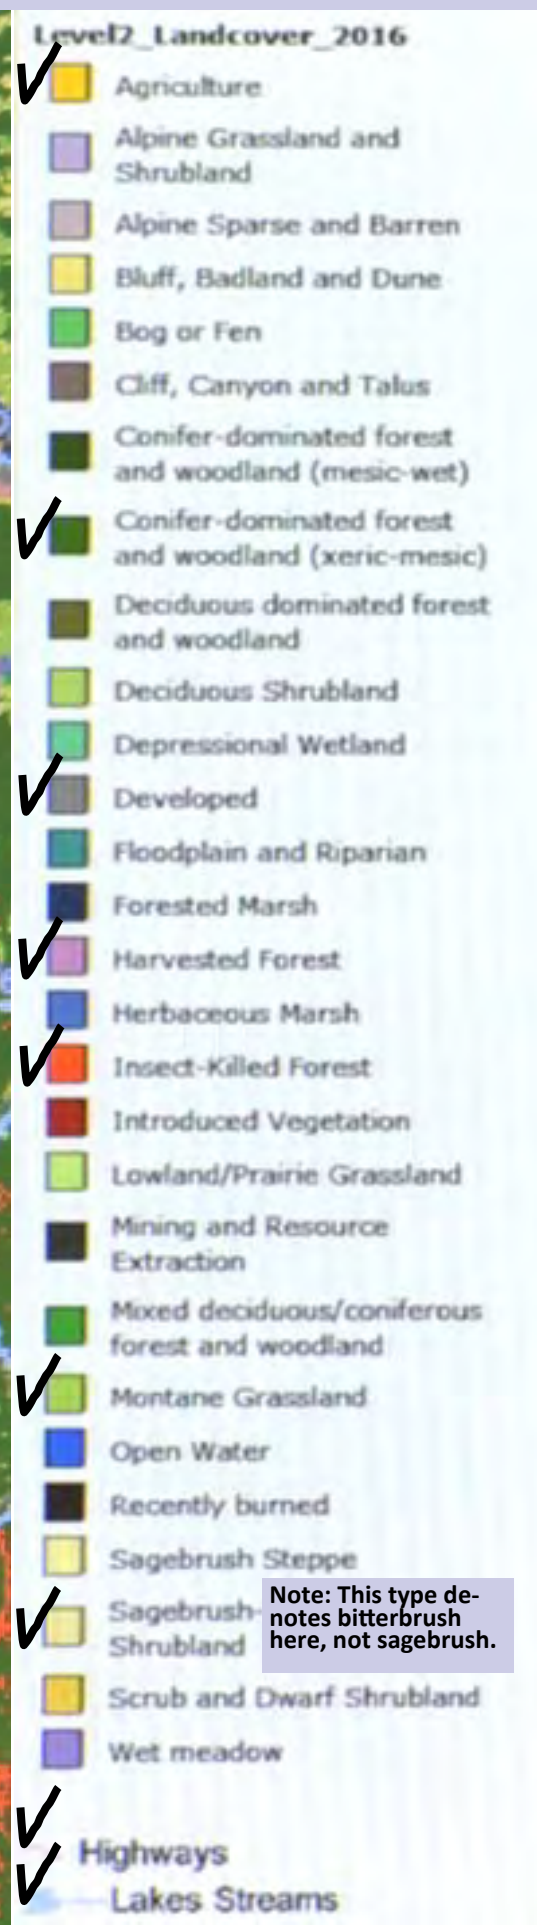 Level2_Landcover_2016
Agriculture
Alpine Grassland and
Shrubland
Alpine Sparse and Barren
Bluff, Badland and Dune
Bog or Fen
Cliff, Canyon and Talus
Conifer-dominated forest
and woodland (mesic-wet)
Conifer-dominated forest
and woodland (xeric-mesic)
Deciduous dominated forest
and woodland
Deciduous Shrubland
Depressional Wetland
Developed
Floodplain and Riparian
Forested Marsh
Harvested Forest
Herbaceous Marsh
Insect-Killed Forest
Introduced Vegetation
Lowland/Prairie Grassland
Mining and Resource
Extraction
Mixed deciduous/coniferous
forest and woodland
Montane Grassland
Open Water
Recently burned
Sagebrush Steppe
Sagebrush-
Shrubland
Note: This type de-
notes bitterbrush
here, not sagebrush.
Scrub and Dwarf Shrubland
Wet meadow
Highways
Lakes Streams